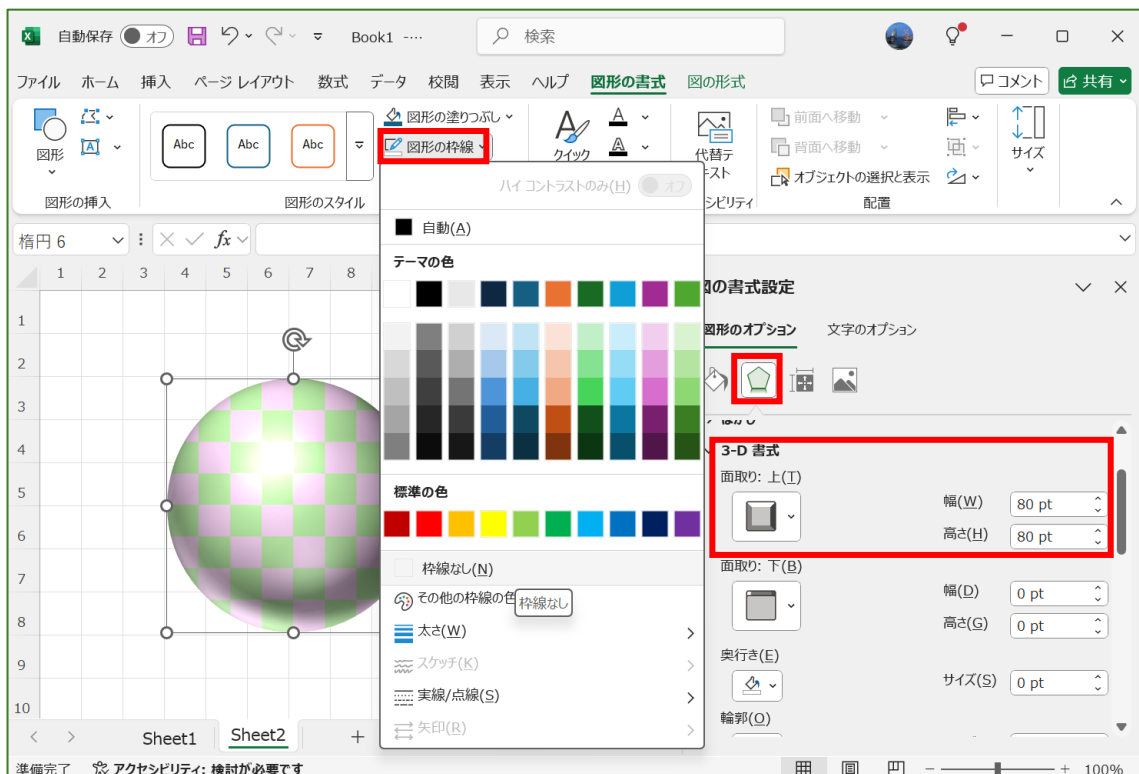 自動保存 オフ Book1 -… 検索
ファイル ホーム 挿入 ページ レイアウト 数式 データ 校閲 表示 ヘルプ 図形の書式 図の形式 コメント 共有
図形
図形の挿入
Abc Abc Abc
図形のスタイル
図形の塗りつぶし
図形の枠線
クイック
A
A
代替テ
キスト
シビリティ
前面へ移動
背面へ移動
オブジェクトの選択と表示
配置
サイズ
楕円 6 fx
ハイ コントラストのみ(H) オフ
自動(A)
テーマの色
標準の色
枠線なし(N)
その他の枠線の色
枠線なし
太さ(W)
スケッチ(K)
実線/点線(S)
矢印(R)
1 2 3 4 5 6 7 8
1
2
3
4
5
6
7
8
9
10
図の書式設定
図形のオプション 文字のオプション
ぼかし
3-D 書式
面取り: 上(T)
幅(W) 80 pt
高さ(H) 80 pt
面取り: 下(B)
幅(D) 0 pt
高さ(G) 0 pt
奥行き(E)
サイズ(S) 0 pt
輪郭(O)
Sheet1 Sheet2 +
準備完了 アクセシビリティ: 検討が必要です 100%